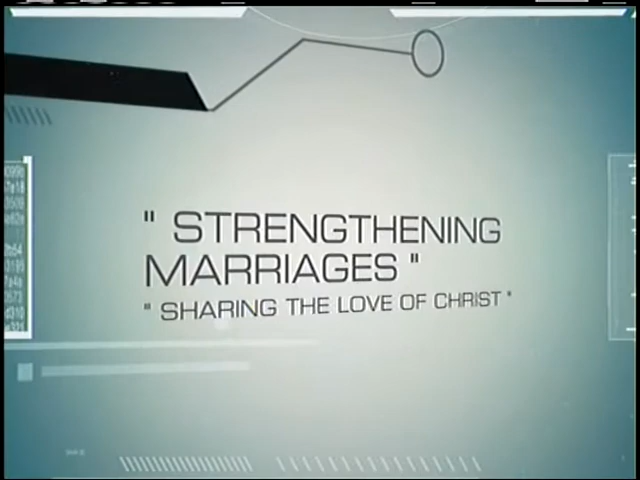 " STRENGTHENING
MARRIAGES "
" SHARING THE LOVE OF CHRIST "